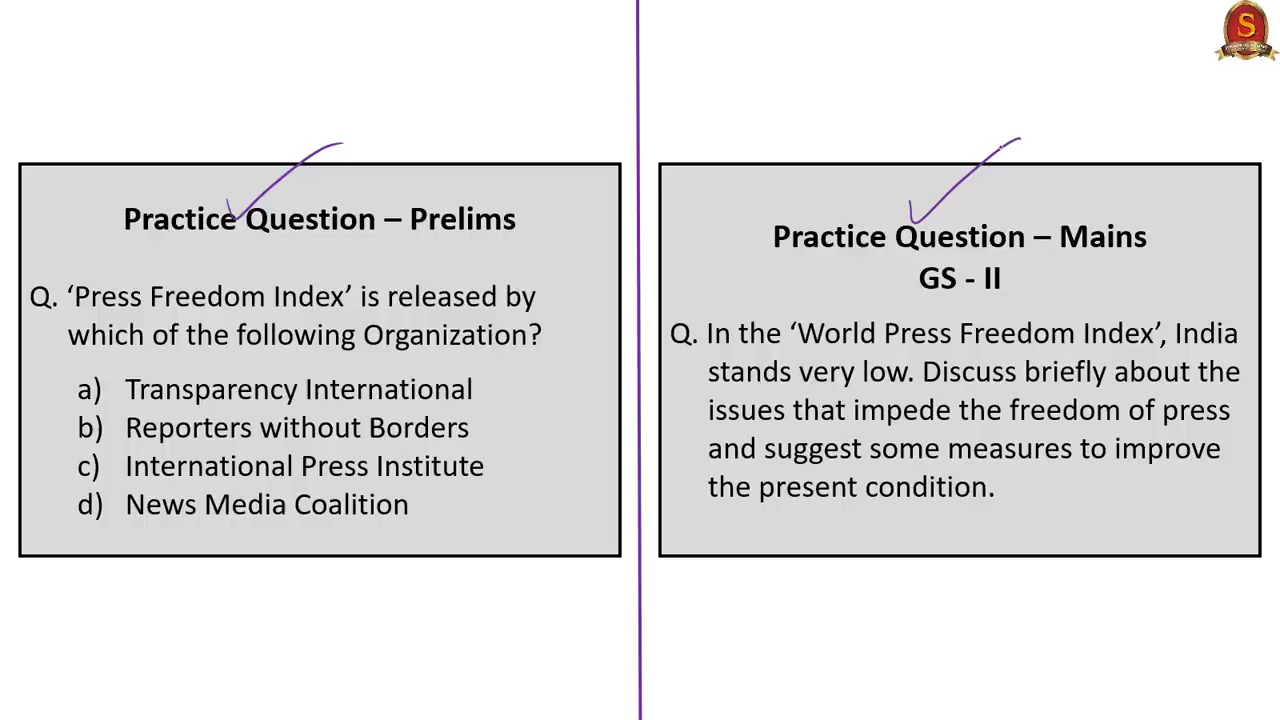 Practice Question – Prelims
Q. ‘Press Freedom Index’ is released by
which of the following Organization?
a) Transparency International
b) Reporters without Borders
c) International Press Institute
d) News Media Coalition
Practice Question – Mains
GS - II
Q. In the ‘World Press Freedom Index’, India
stands very low. Discuss briefly about the
issues that impede the freedom of press
and suggest some measures to improve
the present condition.
S